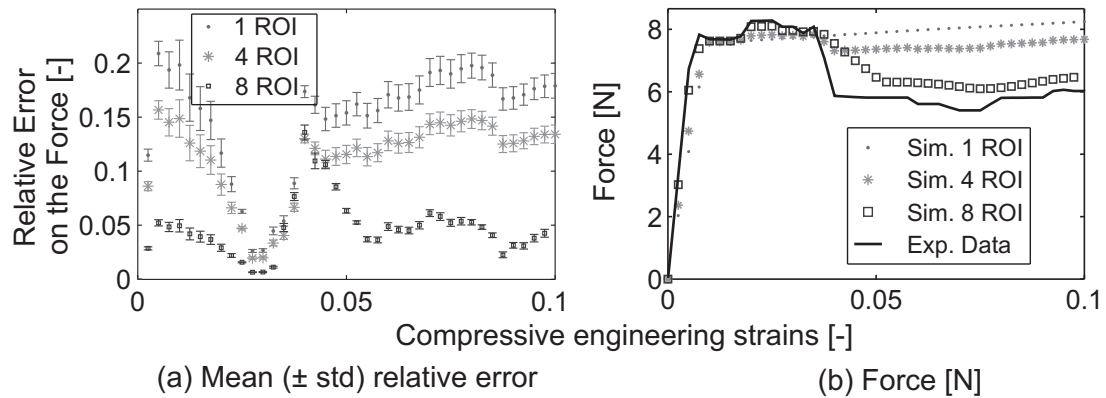 1 ROI
4 ROI
8 ROI
Relative Error
on the Force [-]
0.2
0.15
0.1
0.05
0
0
0.05
0.1
Force [N]
8
6
4
2
0
Sim. 1 ROI
Sim. 4 ROI
Sim. 8 ROI
Exp. Data
0
0.05
0.1
Compressive engineering strains [-]
(a) Mean (± std) relative error
(b) Force [N]